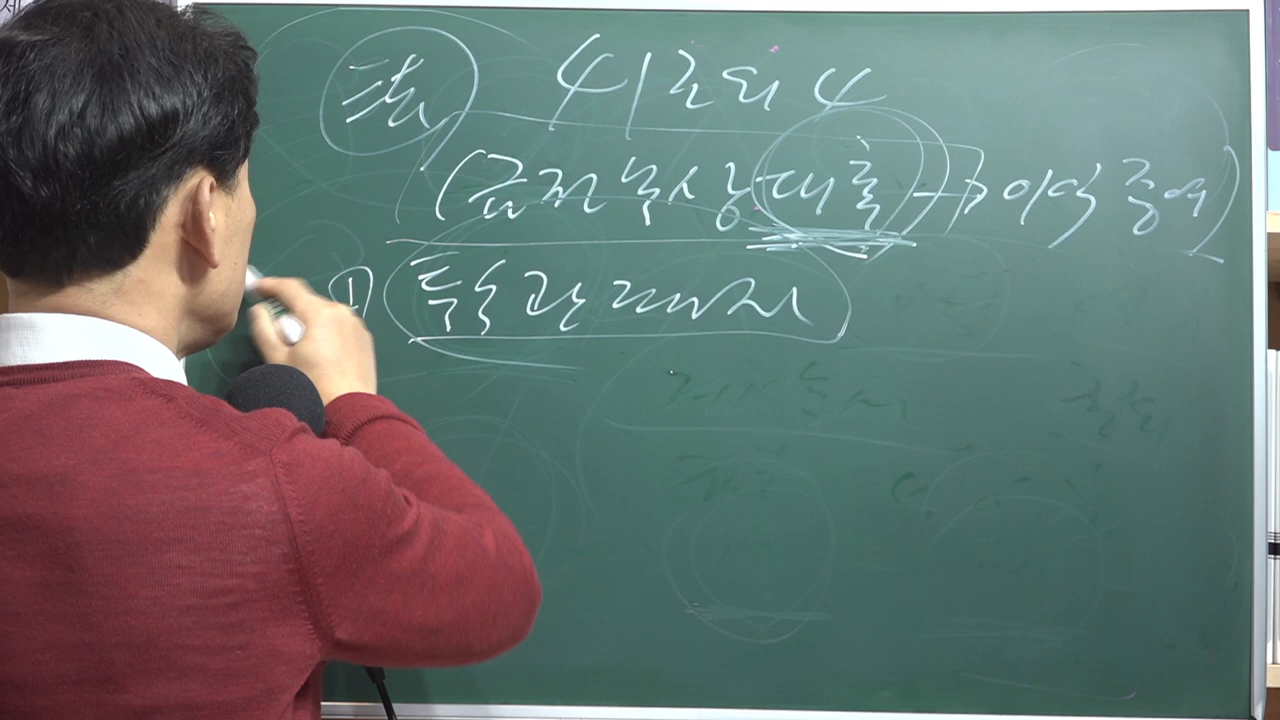 法 41조의4
(금전무상대출 → 이익증여)
① 특수관계